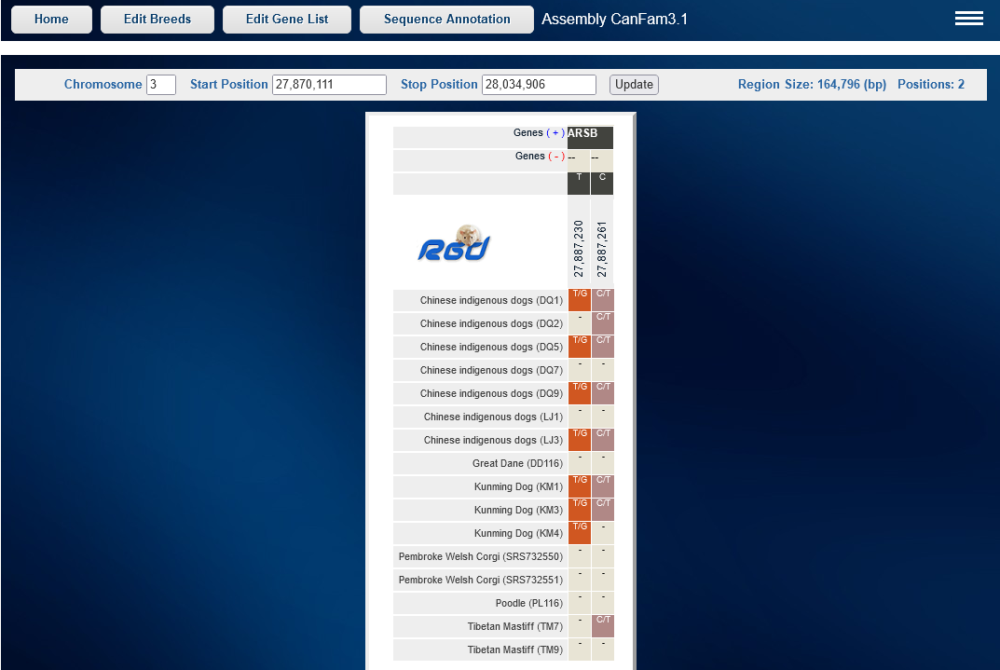 Home Edit Breeds Edit Gene List Sequence Annotation Assembly CanFam3.1
Chromosome 3 Start Position 27,870,111 Stop Position 28,034,906 Update Region Size: 164,796 (bp) Positions: 2
Genes ( + ) ARSB
Genes ( - ) -- --
T C
RGD 27,887,230 27,887,261
Chinese indigenous dogs (DQ1) T/G C/T
Chinese indigenous dogs (DQ2) - C/T
Chinese indigenous dogs (DQ5) T/G C/T
Chinese indigenous dogs (DQ7) - -
Chinese indigenous dogs (DQ9) T/G C/T
Chinese indigenous dogs (LJ1) - -
Chinese indigenous dogs (LJ3) T/G C/T
Great Dane (DD116) - -
Kunming Dog (KM1) T/G C/T
Kunming Dog (KM3) T/G C/T
Kunming Dog (KM4) T/G -
Pembroke Welsh Corgi (SRS732550) - -
Pembroke Welsh Corgi (SRS732551) - -
Poodle (PL116) - -
Tibetan Mastiff (TM7) - C/T
Tibetan Mastiff (TM9) - -